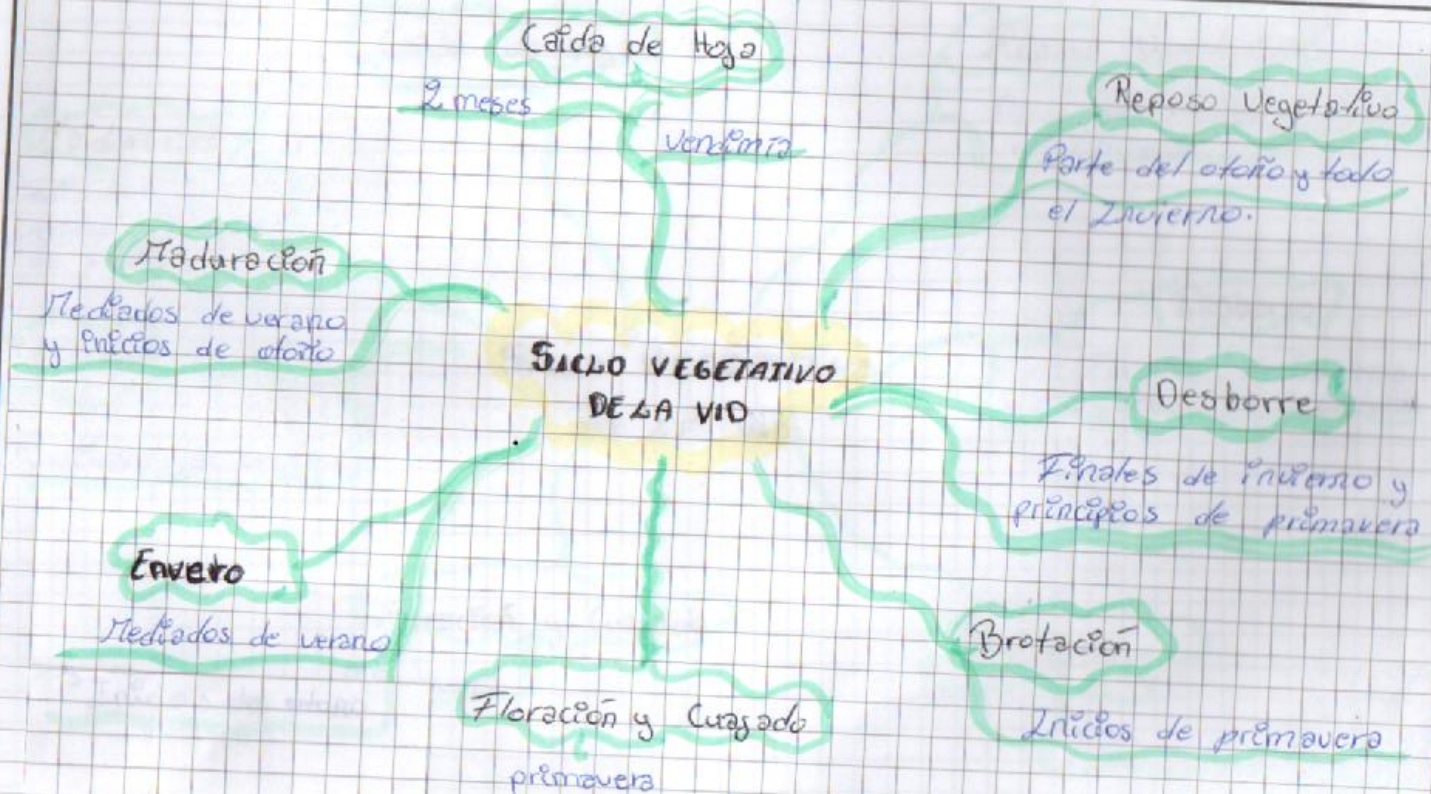 SICLO VEGETATIVO
DE LA VID
Caída de Hoja
2 meses
Vendimia
Reposo Vegetativo
Parte del otoño y todo
el Invierno.
Desborre
Finales de invierno y
principios de primavera
Brotación
Inicios de primavera
Floración y Cuagado
primavera
Envero
Mediados de verano
Maduración
Mediados de verano
y inicios de otoño